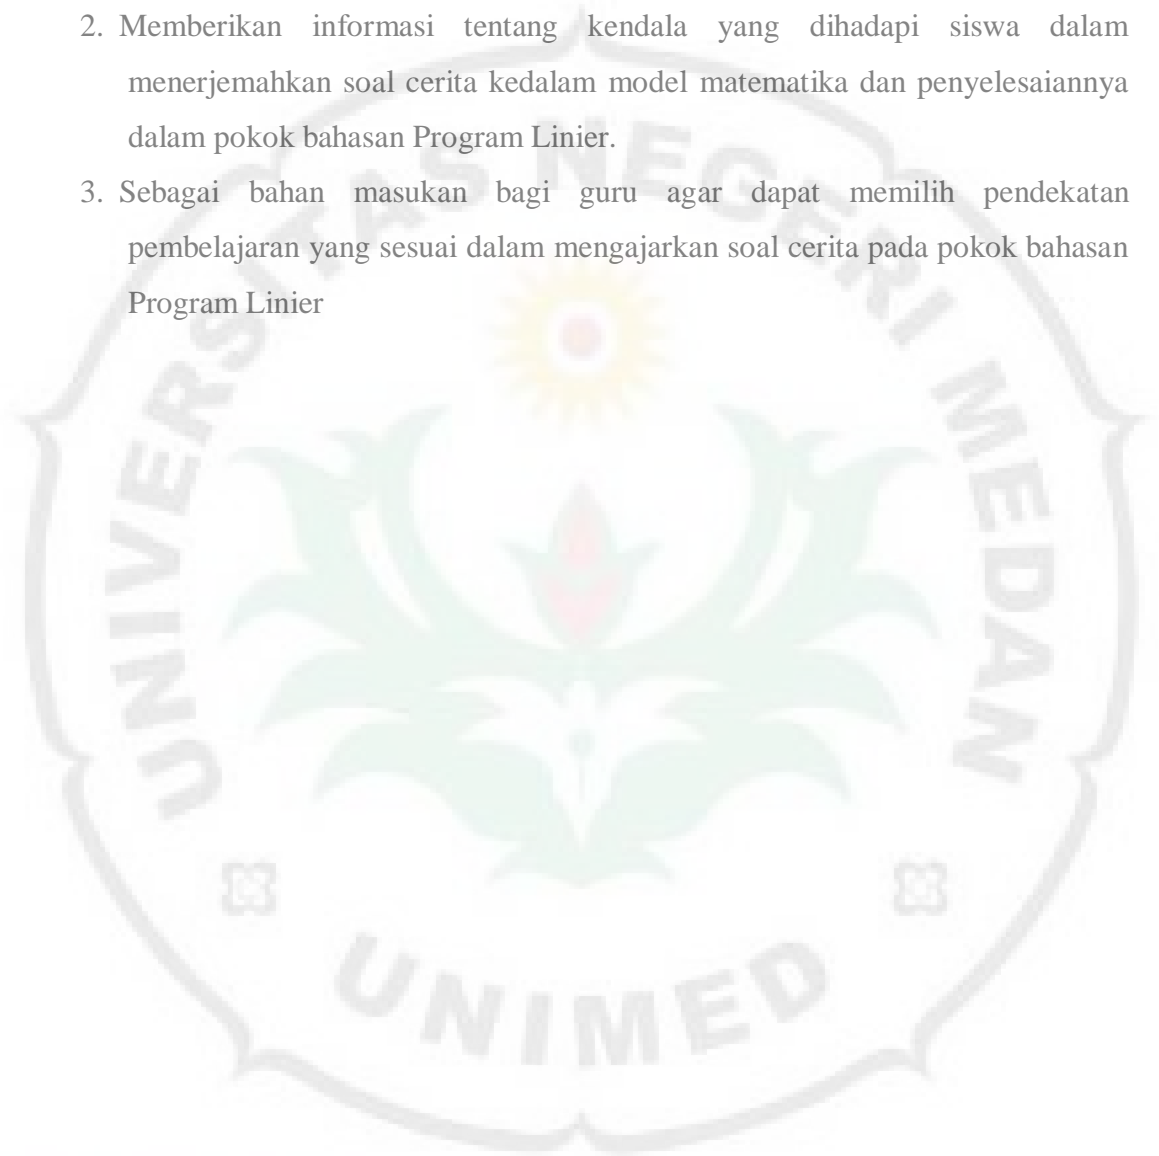 2. Memberikan informasi tentang kendala yang dihadapi siswa dalam
menerjemahkan soal cerita kedalam model matematika dan penyelesaiannya
dalam pokok bahasan Program Linier.
3. Sebagai bahan masukan bagi guru agar dapat memilih pendekatan
pembelajaran yang sesuai dalam mengajarkan soal cerita pada pokok bahasan
Program Linier
UNIVERSITAS NEGERI MEDAN
UNIMED